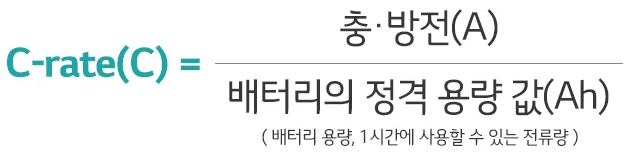 충·방전(A)
C-rate(C) =
배터리의 정격 용량 값(Ah)
( 배터리 용량, 1시간에 사용할 수 있는 전류량 )